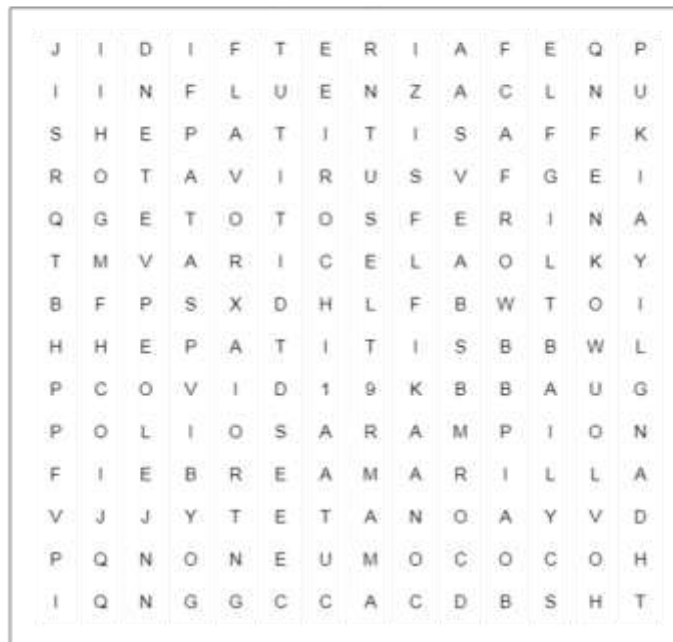 J I D I F T E R I A F E Q P
I I N F L U E N Z A C L N U
S H E P A T I T I S A F F K
R O T A V I R U S V F G E I
Q G E T O T O S F E R I N A
T M V A R I C E L A O L K Y
B F P S X D H L F B W T O I
H H E P A T I T I S B B W L
P C O V I D 1 9 K B B A U G
P O L I O S A R A M P I O N
F I E B R E A M A R I L L A
V J J Y T E T A N O A Y V D
P Q N O N E U M O C O C O H
I Q N G G C C A C D B S H T